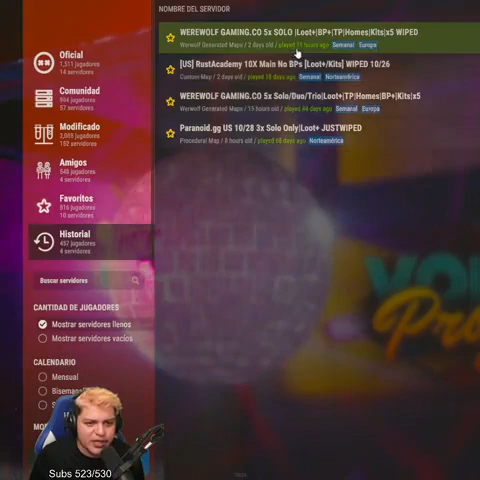 NOMBRE DEL SERVIDOR
WEREWOLF GAMING.CO 5x SOLO |Loot+|BP+|TP|Homes|Kits|x5 WIPED
Werewolf Generated Maps / 2 days old / played 11 hours ago Semanal Europa
[US] RustAcademy 10X Main No BPs [Loot+/Kits] WIPED 10/26
Custom Map / 2 days old / played 18 days ago Semanal Norteamérica
WEREWOLF GAMING.CO 5x Solo/Duo/Trio|Loot+|TP|Homes|BP+|Kits|x5
Werewolf Generated Maps / 15 hours old / played 44 days ago Semanal Europa
Paranoid.gg US 10/28 3x Solo Only|Loot+ JUSTWIPED
Procedural Map / 8 hours old / played 68 days ago Norteamérica
Oficial
1,311 jugadores
14 servidores
Comunidad
994 jugadores
57 servidores
Modificado
jugadores
servidores
Amigos
545 jugadores
4 servidores
Favoritos
816 jugadores
10 servidores
Historial
457 jugadores
4 servidores
Buscar servidores
CANTIDAD DE JUGADORES
Mostrar servidores llenos
Mostrar servidores vacíos
CALENDARIO
Mensual
Subs 523/530